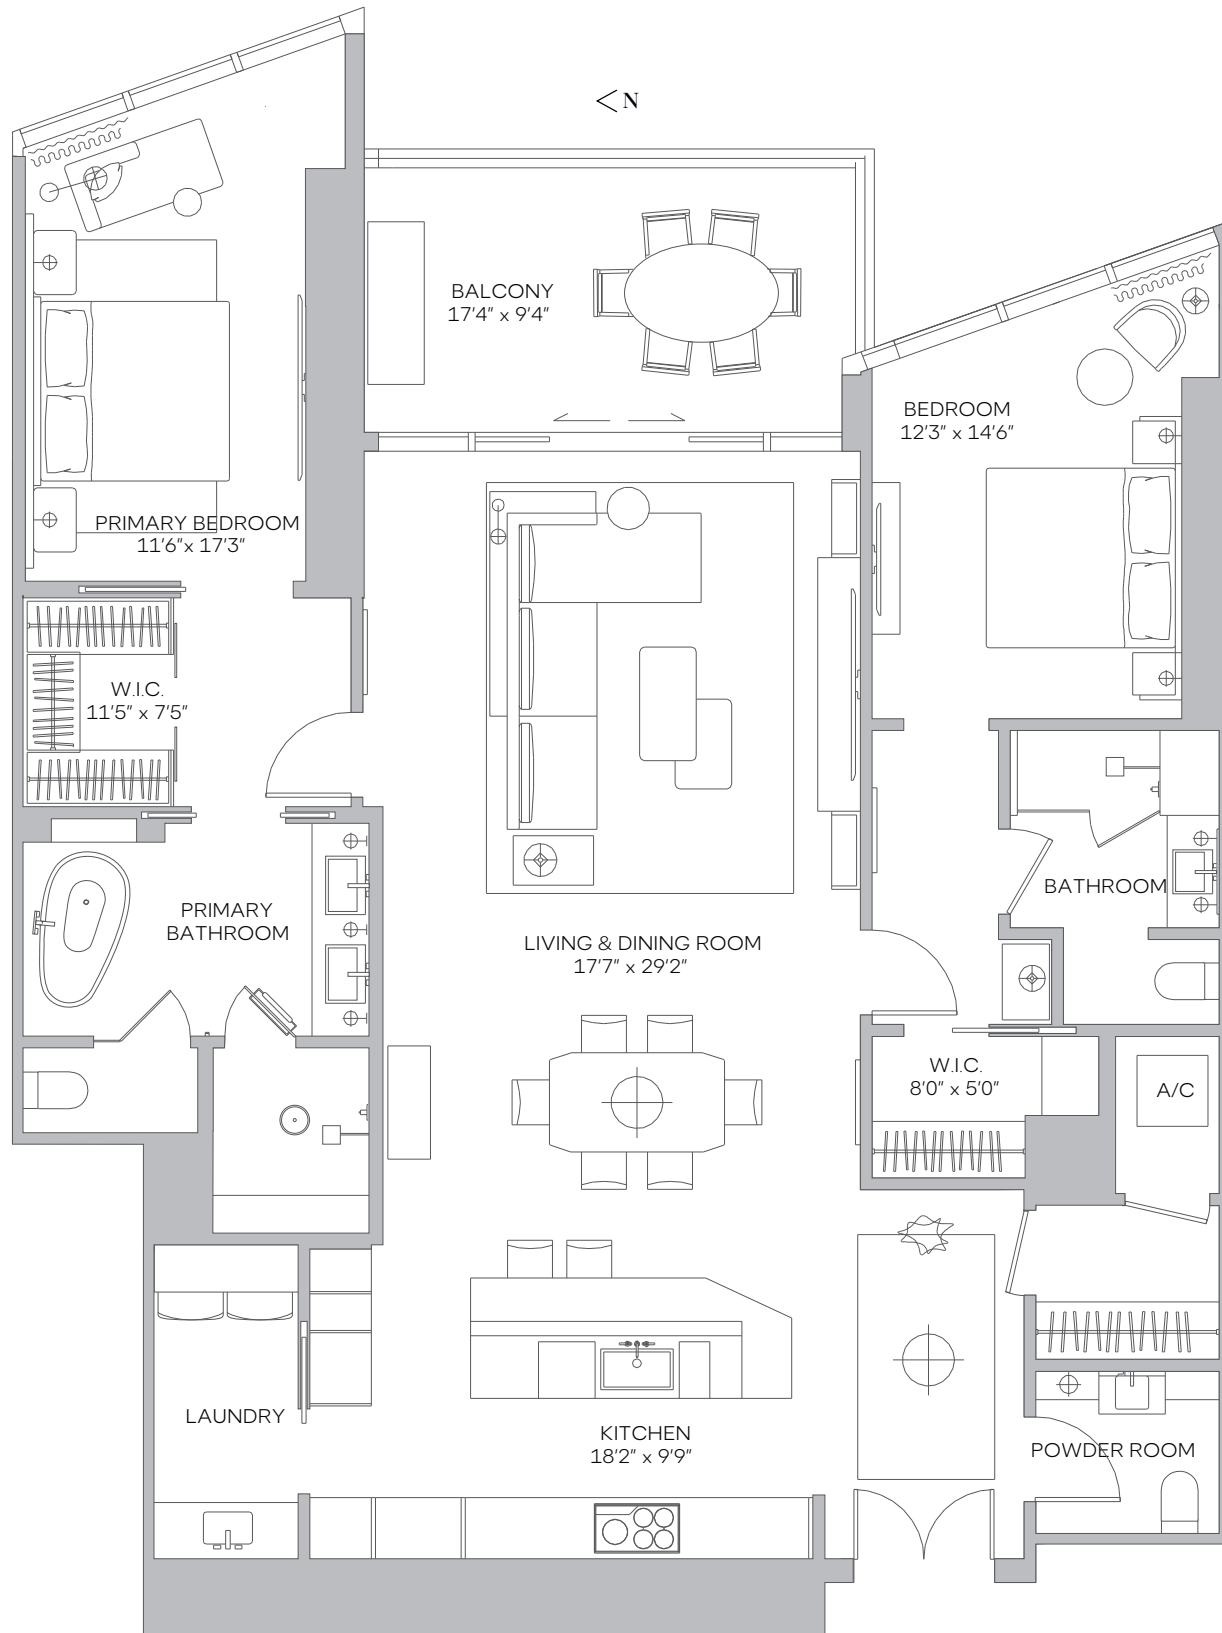 N
BALCONY
17'4" x 9'4"
BEDROOM
12'3" x 14'6"
PRIMARY BEDROOM
11'6"x 17'3"
W.I.C.
11'5" x 7'5"
PRIMARY
BATHROOM
BATHROOM
LIVING & DINING ROOM
17'7" x 29'2"
W.I.C.
8'0" x 5'0"
A/C
LAUNDRY
KITCHEN
18'2" x 9'9"
POWDER ROOM